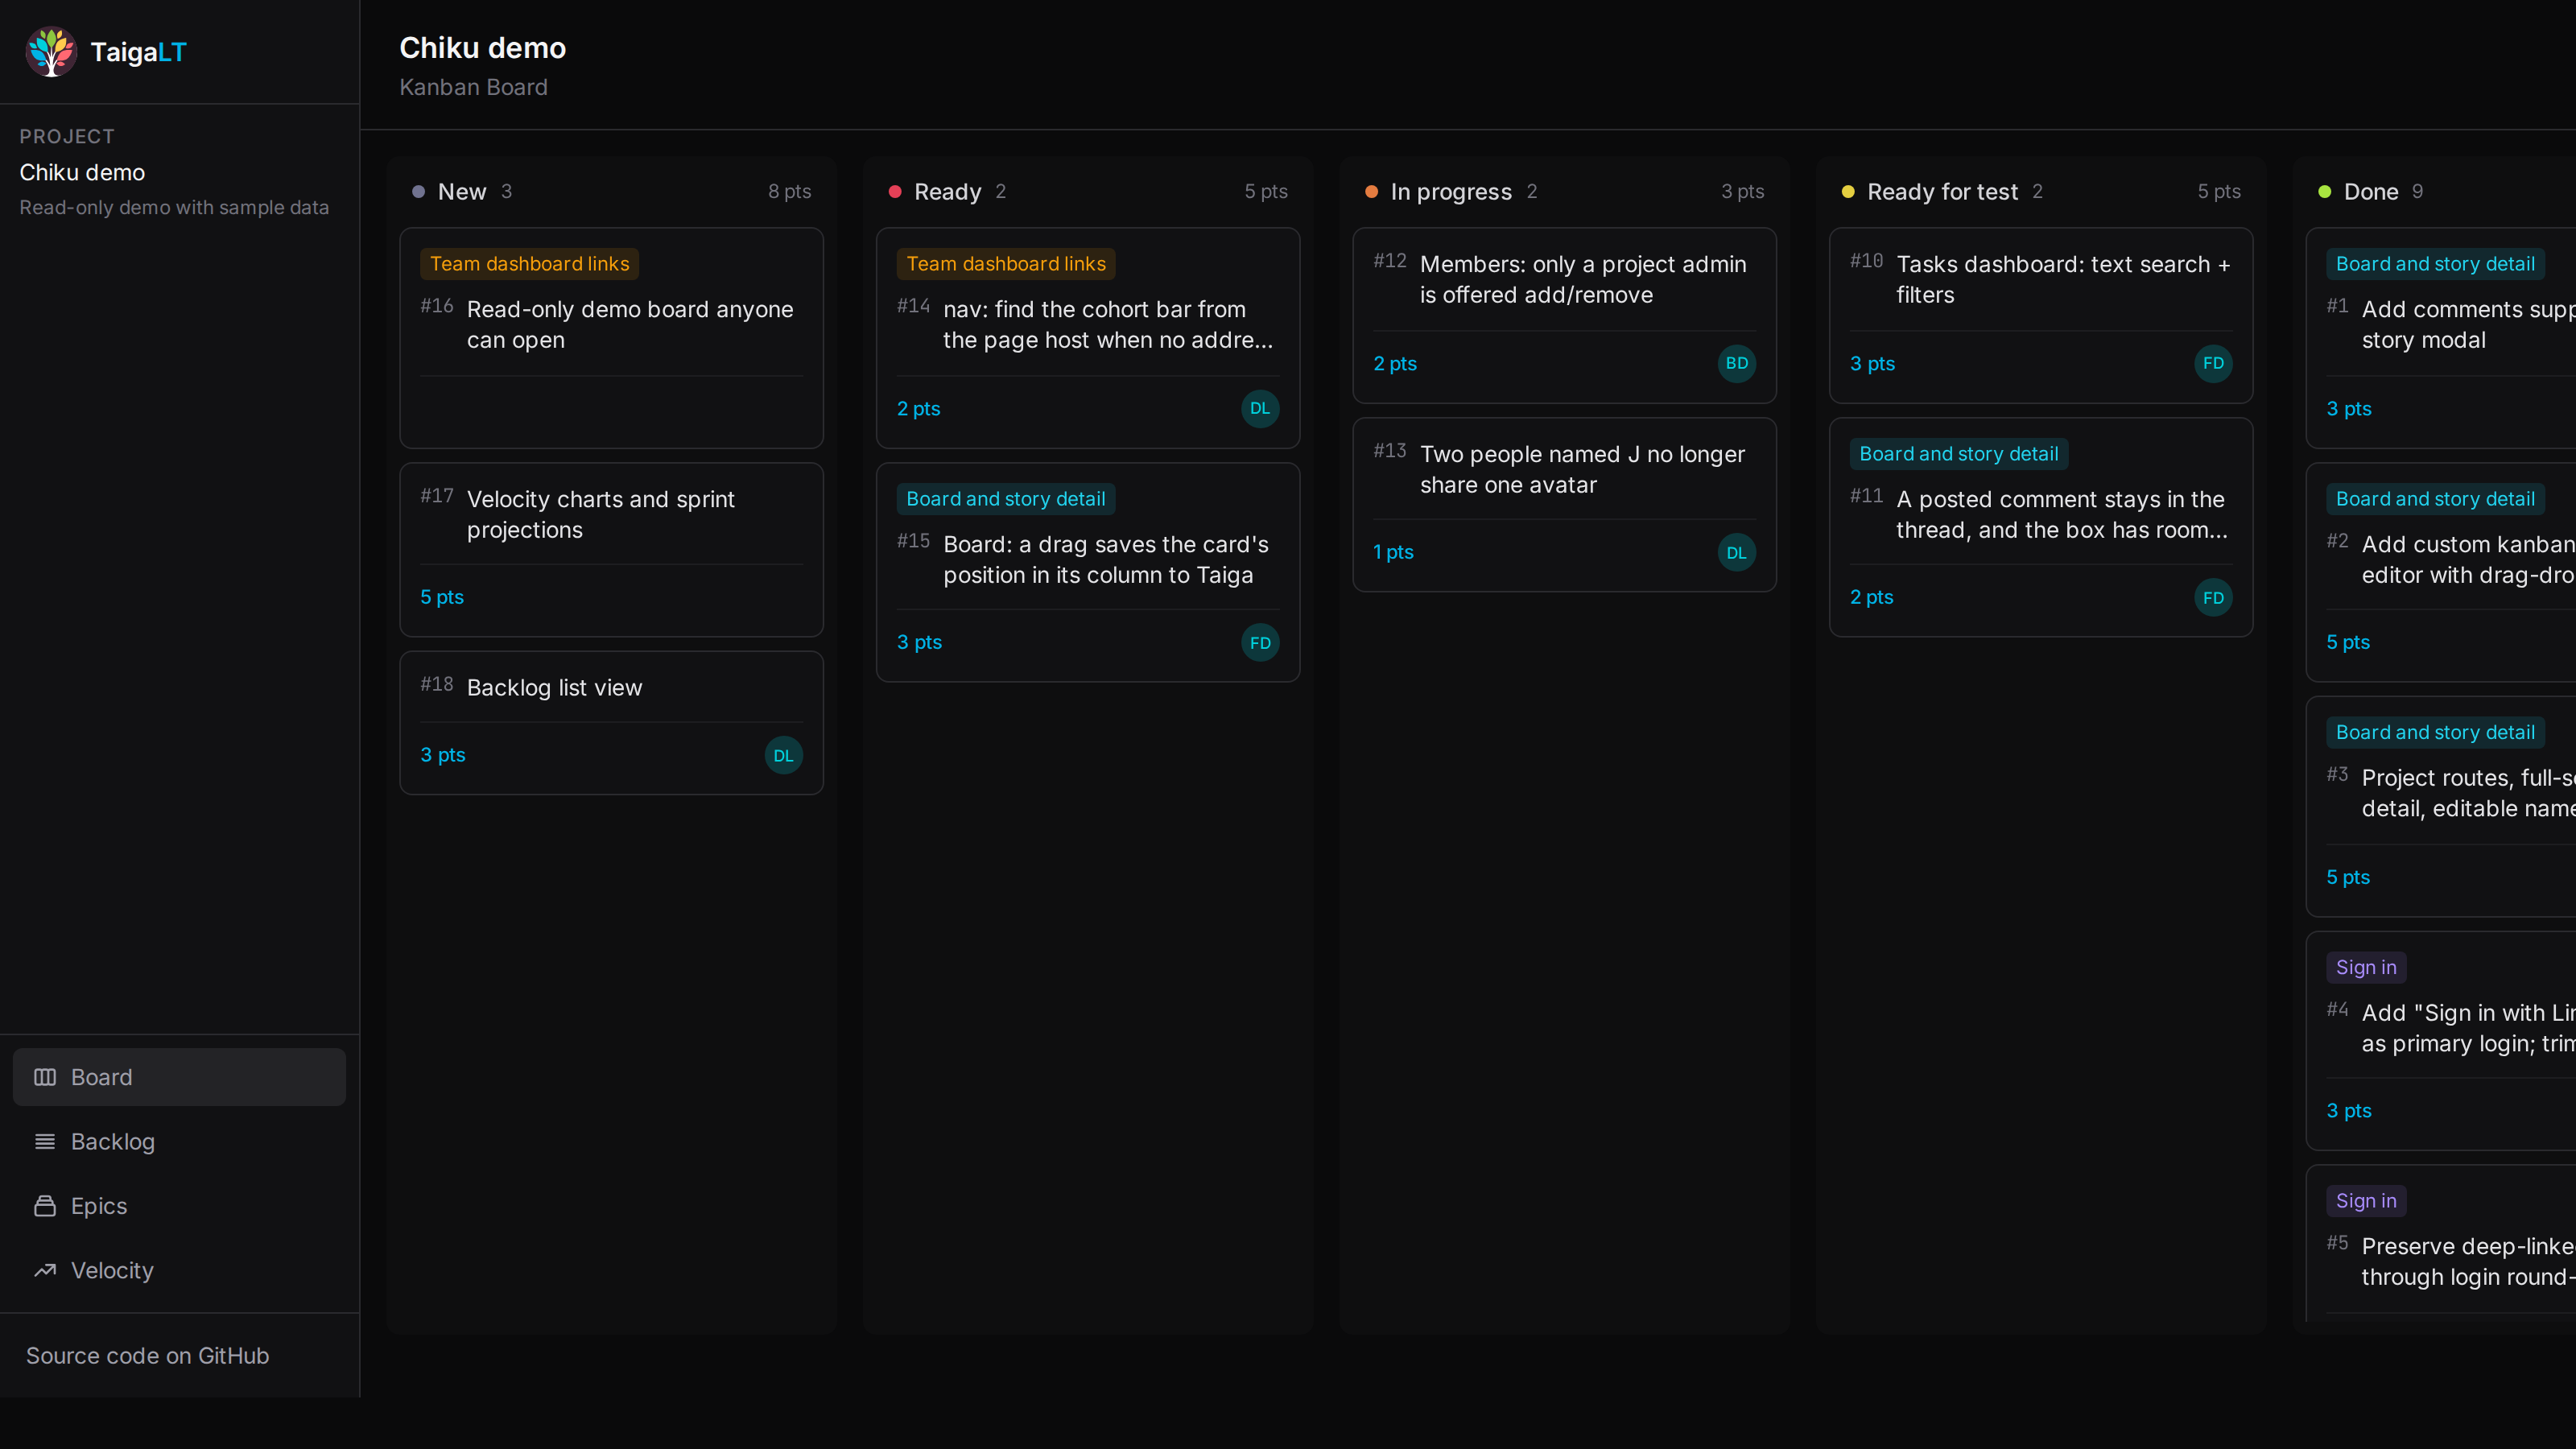 TaigaLT
PROJECT
Chiku demo
Read-only demo with sample data
Board
Backlog
Epics
Velocity
Source code on GitHub
Chiku demo
Kanban Board
New 3 8 pts
Team dashboard links
#16 Read-only demo board anyone
can open
#17 Velocity charts and sprint
projections
5 pts
#18 Backlog list view
3 pts DL
Ready 2 5 pts
Team dashboard links
#14 nav: find the cohort bar from
the page host when no addre...
2 pts DL
Board and story detail
#15 Board: a drag saves the card's
position in its column to Taiga
3 pts FD
In progress 2 3 pts
#12 Members: only a project admin
is offered add/remove
2 pts BD
#13 Two people named J no longer
share one avatar
1 pts DL
Ready for test 2 5 pts
#10 Tasks dashboard: text search +
filters
3 pts FD
Board and story detail
#11 A posted comment stays in the
thread, and the box has room...
2 pts FD
Done 9
Board and story detail
#1 Add comments supp
story modal
3 pts
Board and story detail
#2 Add custom kanban
editor with drag-dro
5 pts
Board and story detail
#3 Project routes, full-s
detail, editable name
5 pts
Sign in
#4 Add "Sign in with Li
as primary login; trim
3 pts
Sign in
#5 Preserve deep-linke
through login round-